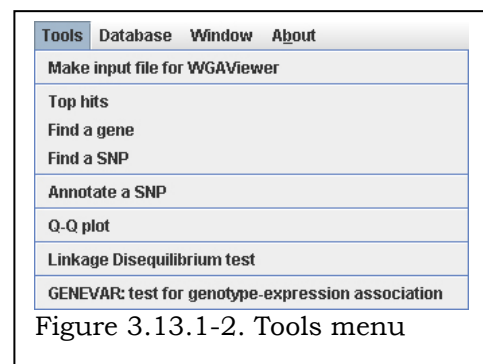 Tools Database Window About
Make input file for WGAViewer
Top hits
Find a gene
Find a SNP
Annotate a SNP
Q-Q plot
Linkage Disequilibrium test
GENEVAR: test for genotype-expression association
Figure 3.13.1-2. Tools menu